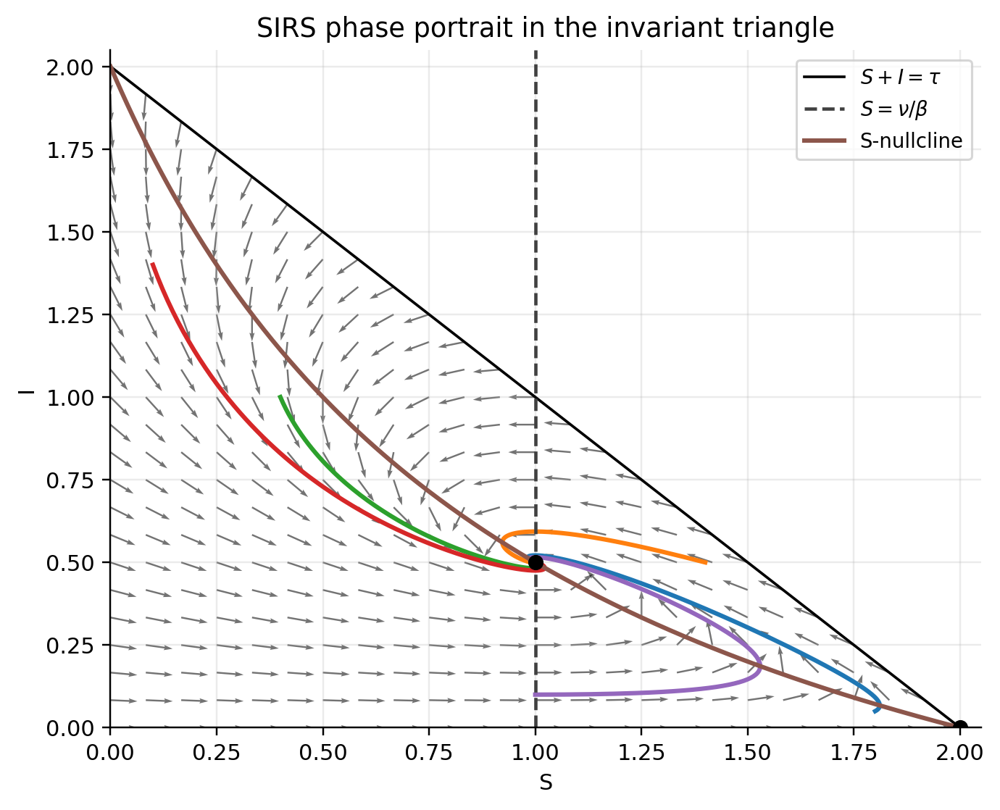 SIRS phase portrait in the invariant triangle
S + I = τ
S = ν/β
S-nullcline
2.00
1.75
1.50
1.25
1.00
0.75
0.50
0.25
0.00
I
0.00 0.25 0.50 0.75 1.00 1.25 1.50 1.75 2.00
S